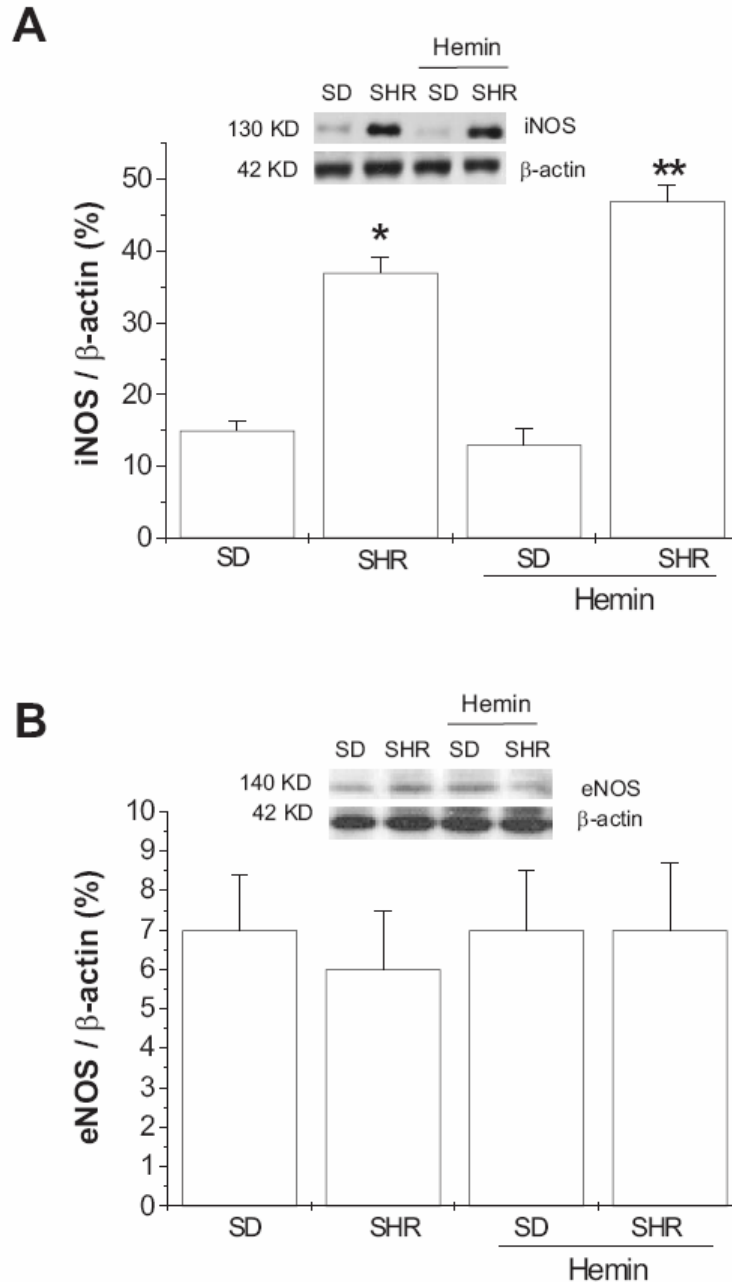 A
Hemin
SD SHR SD SHR
130 KD iNOS
42 KD β-actin
iNOS / β-actin (%)
50
40
30
20
10
0
*
**
SD SHR SD SHR
Hemin
B
Hemin
SD SHR SD SHR
140 KD eNOS
42 KD β-actin
eNOS / β-actin (%)
10
9
8
7
6
5
4
3
2
1
0
SD SHR SD SHR
Hemin